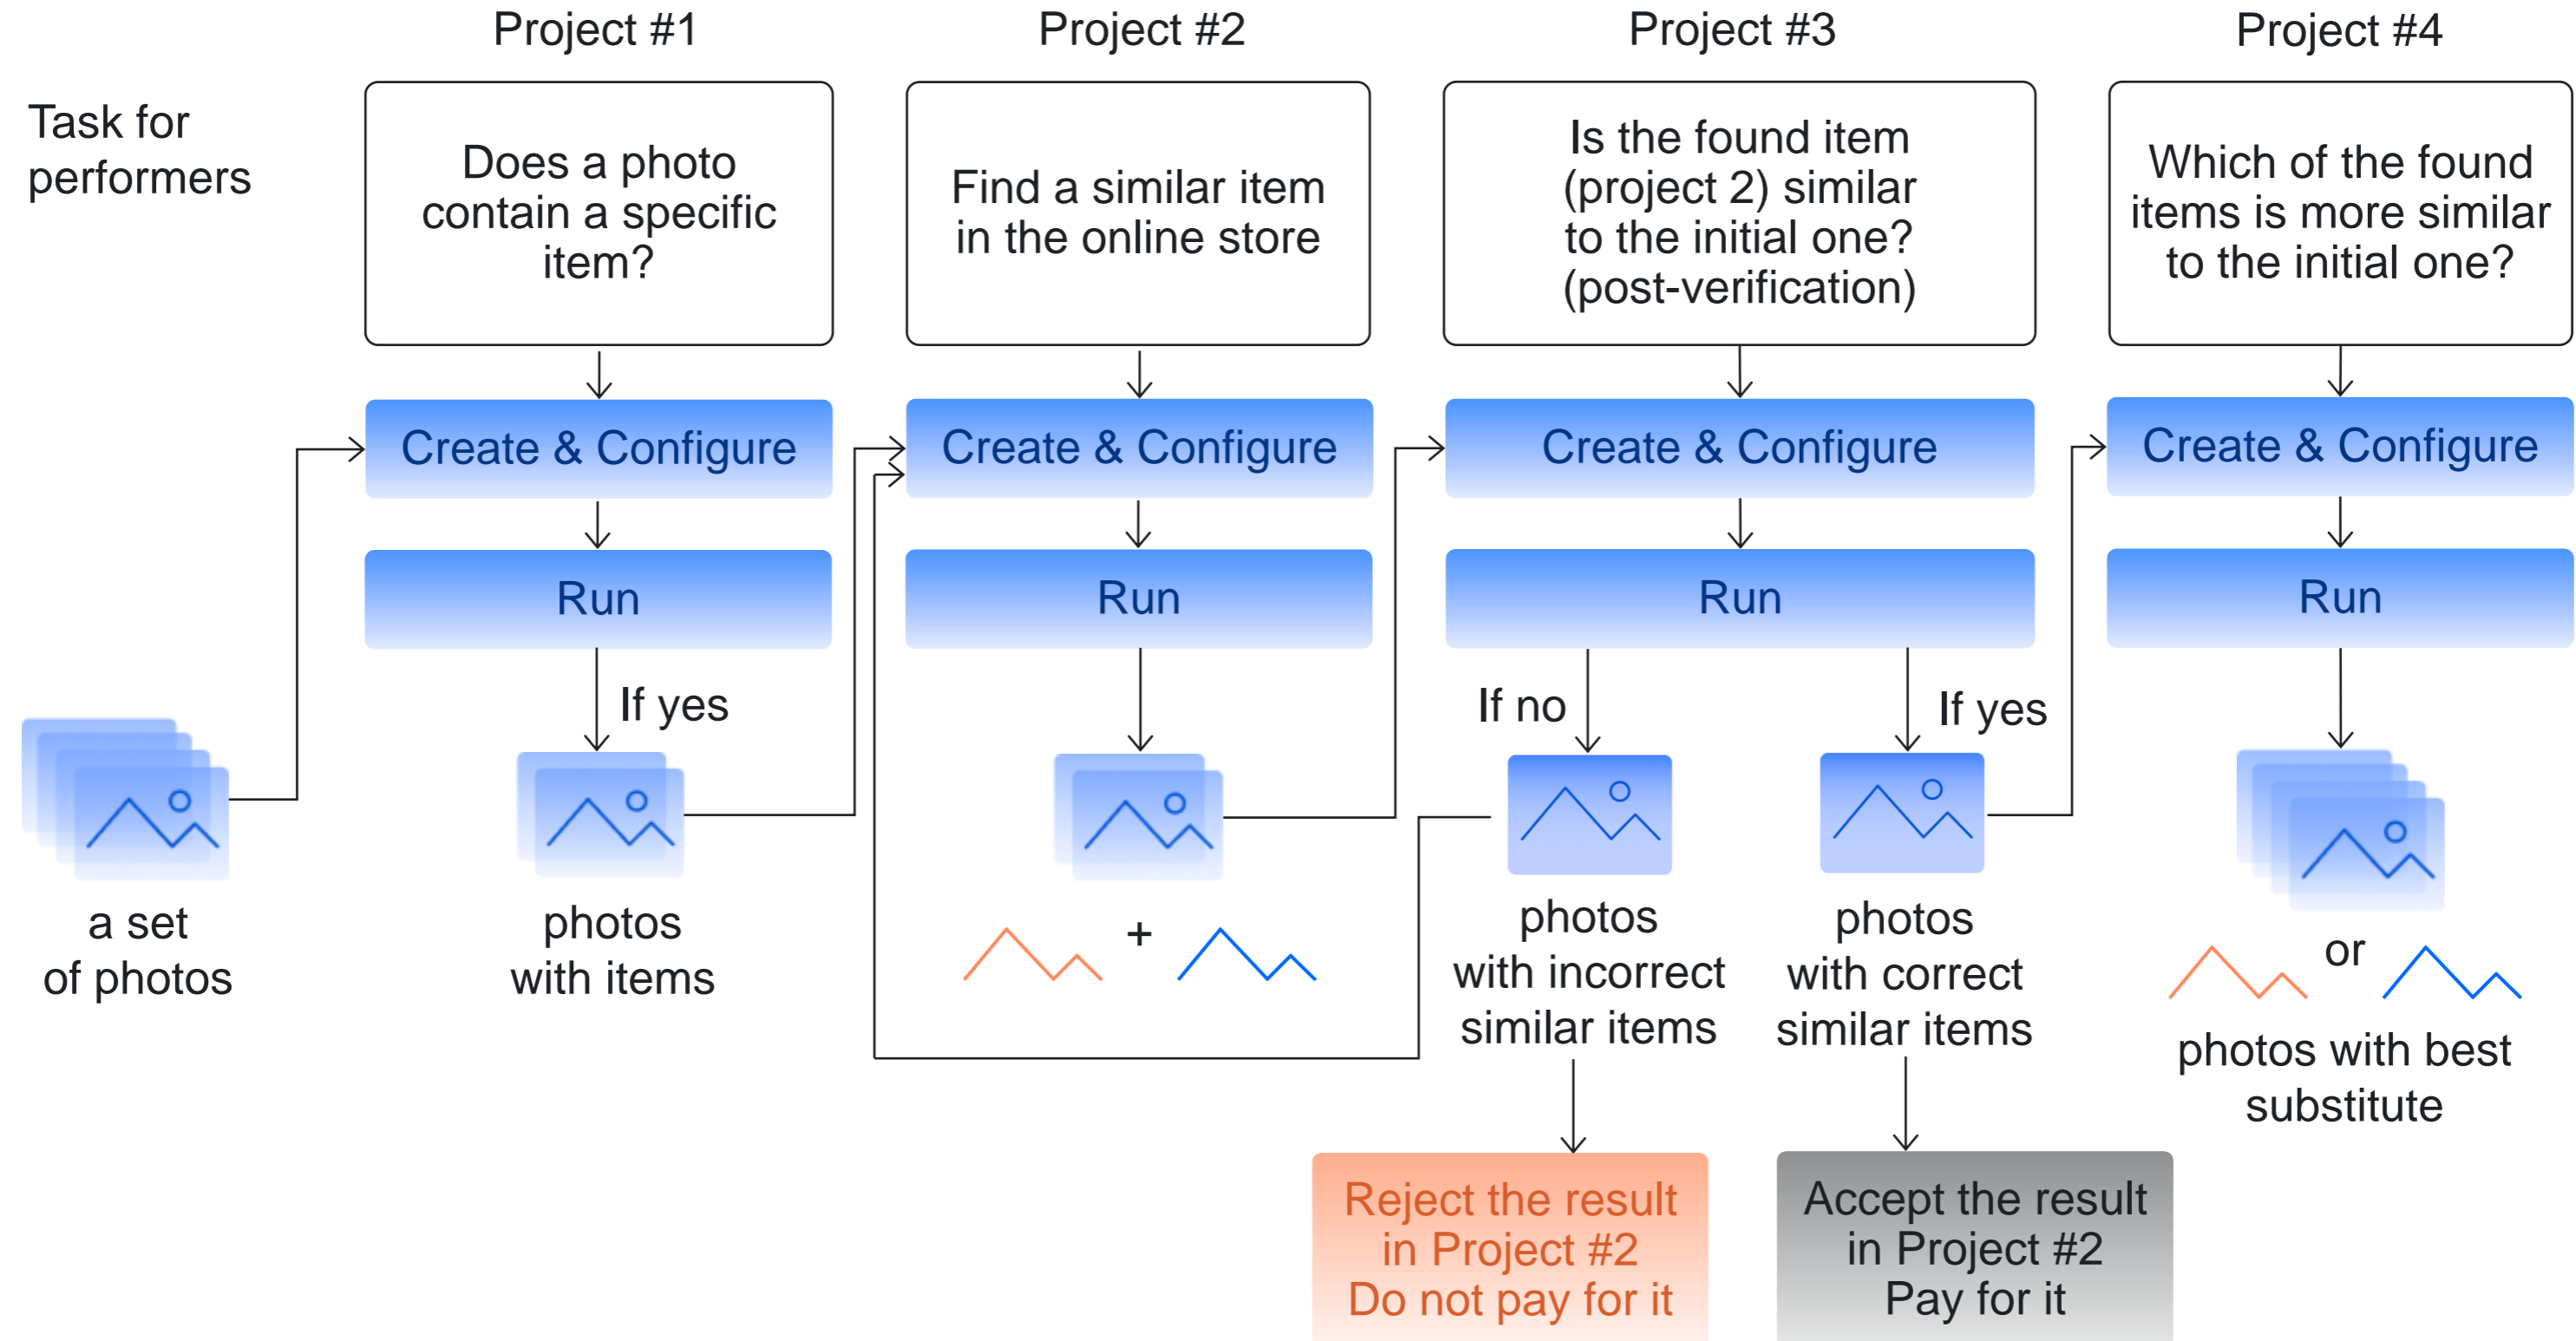 Project #1
Project #2
Project #3
Project #4
Task for
performers
Does a photo
contain a specific
item?
Find a similar item
in the online store
Is the found item
(project 2) similar
to the initial one?
(post-verification)
Which of the found
items is more similar
to the initial one?
Create & Configure
Create & Configure
Create & Configure
Create & Configure
Run
Run
Run
Run
If yes
If no
If yes
a set
of photos
photos
with items
+
photos
with incorrect
similar items
photos
with correct
similar items
or
photos with best
substitute
Reject the result
in Project #2
Do not pay for it
Accept the result
in Project #2
Pay for it